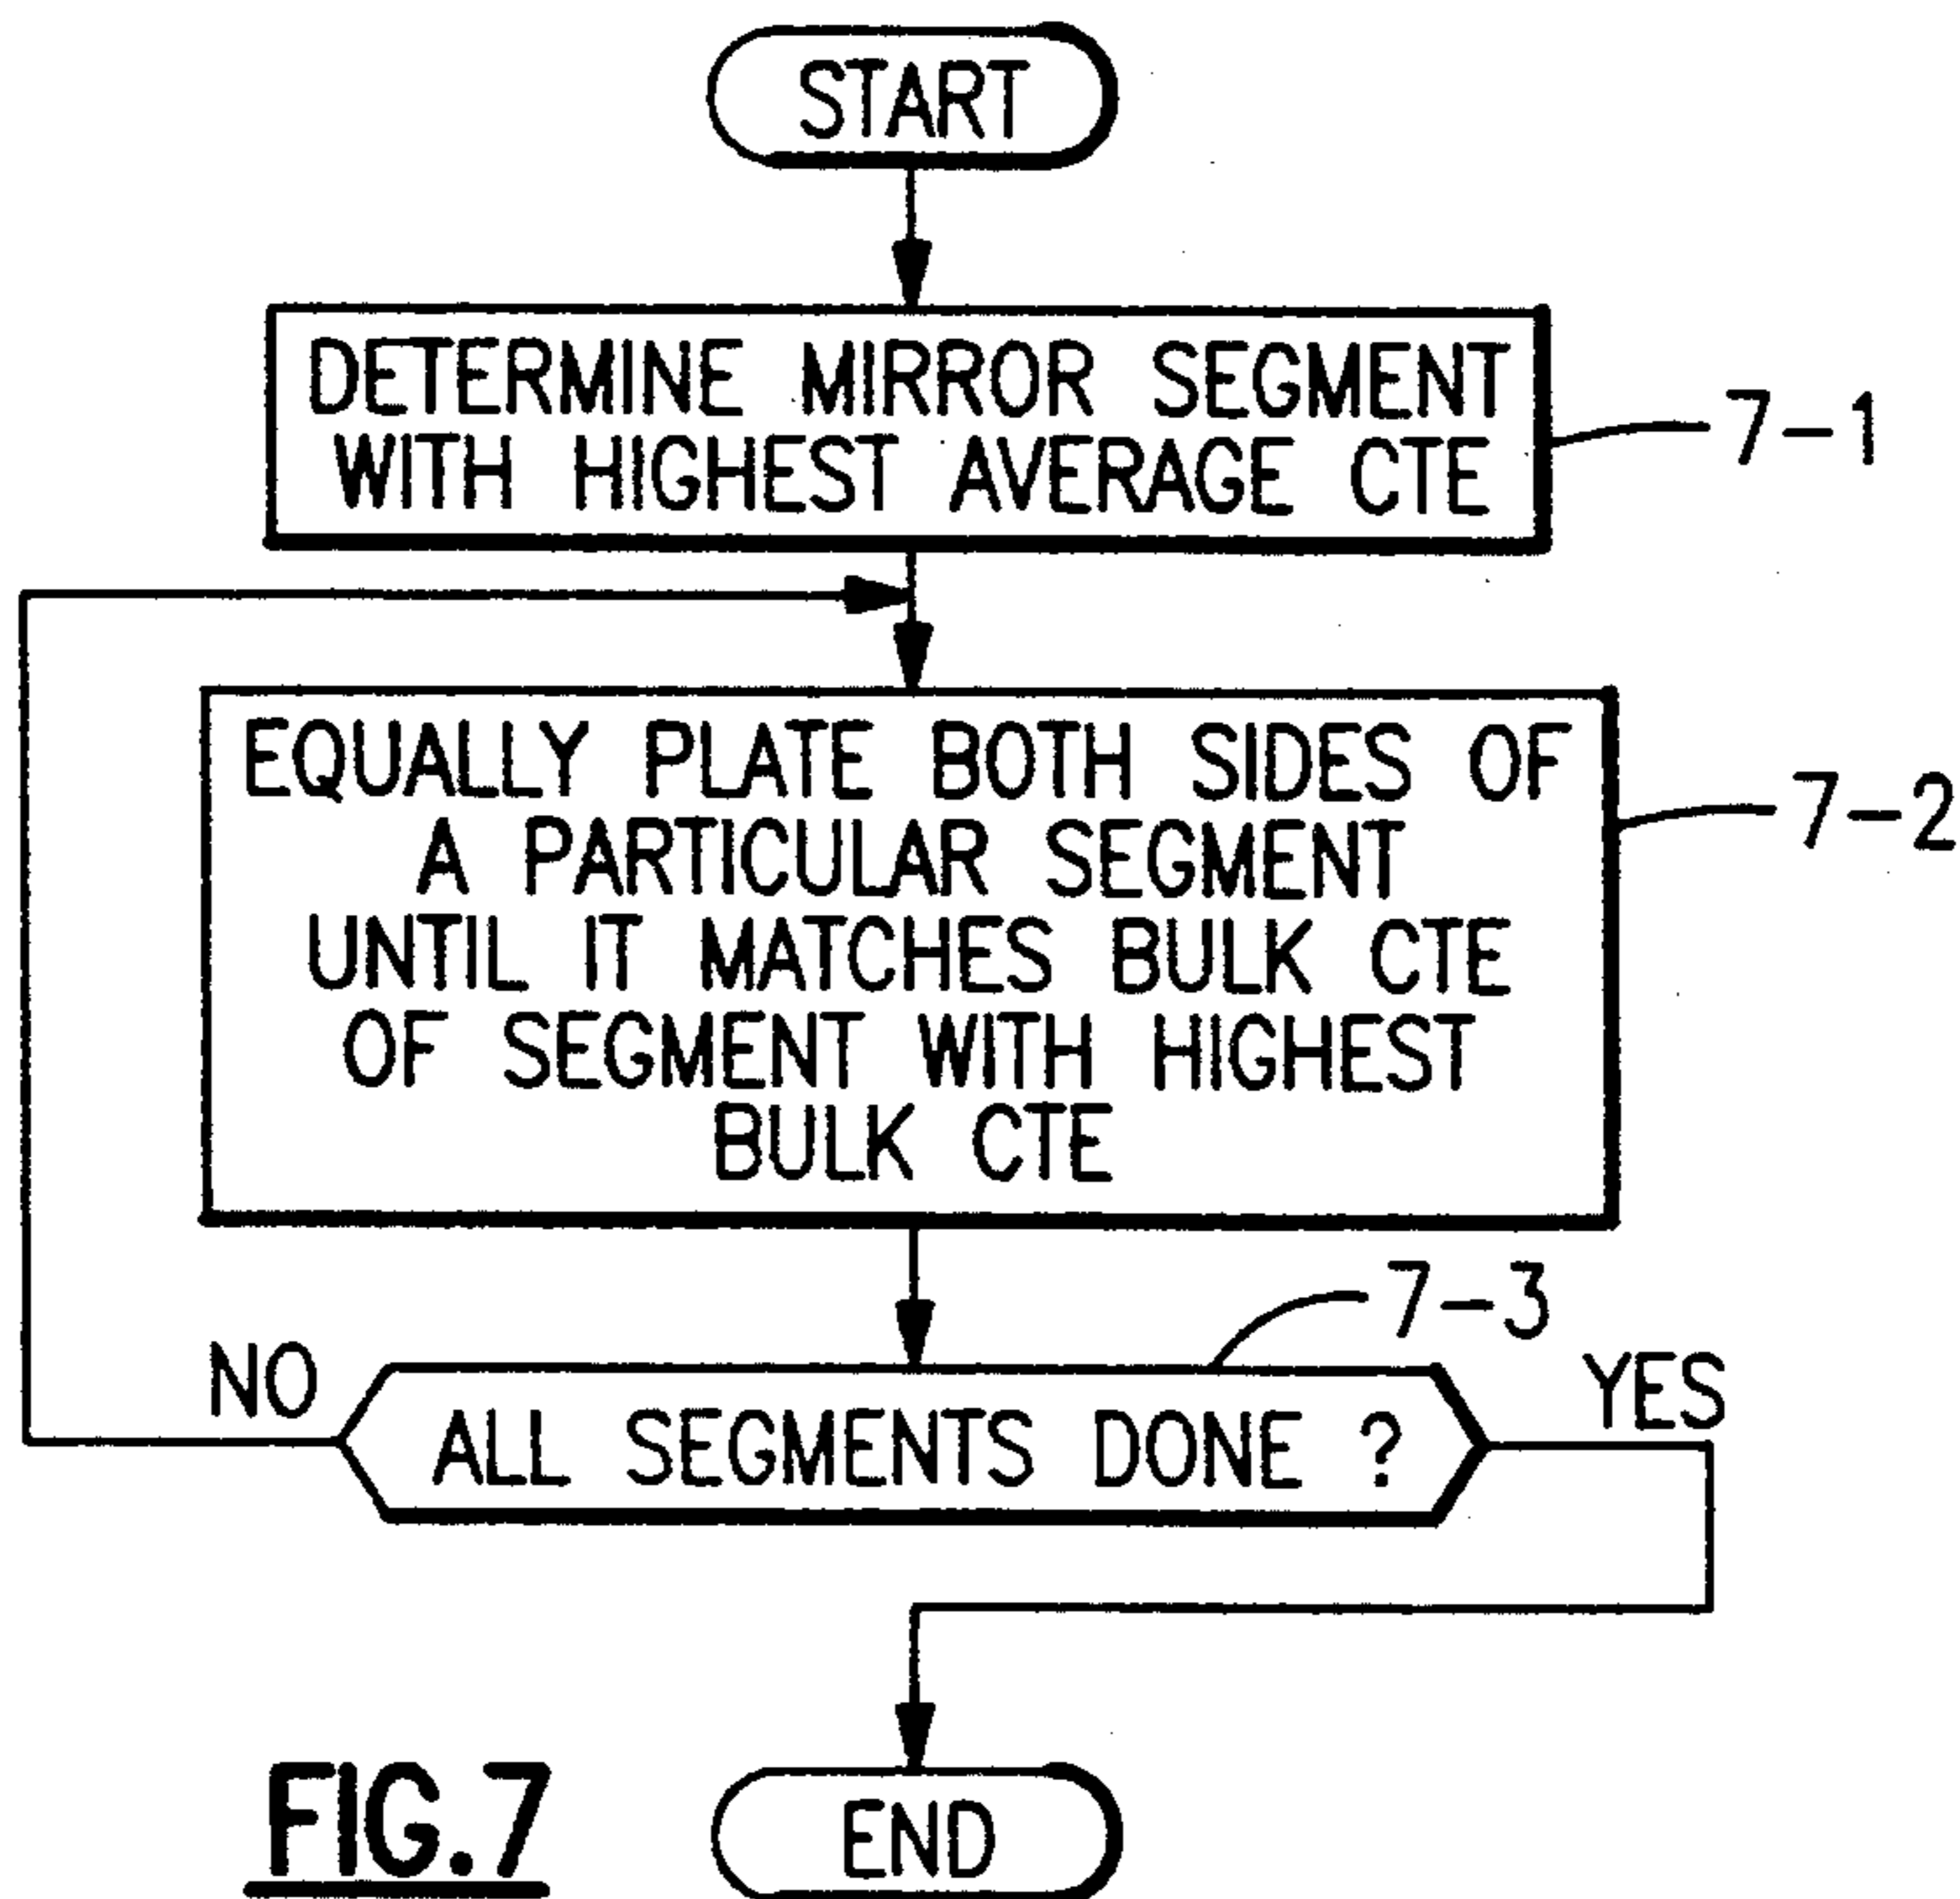 START
DETERMINE MIRROR SEGMENT
WITH HIGHEST AVERAGE CTE
7-1
EQUALLY PLATE BOTH SIDES OF
A PARTICULAR SEGMENT
UNTIL IT MATCHES BULK CTE
OF SEGMENT WITH HIGHEST
BULK CTE
7-2
7-3
NO
ALL SEGMENTS DONE ?
YES
END
FIG.7